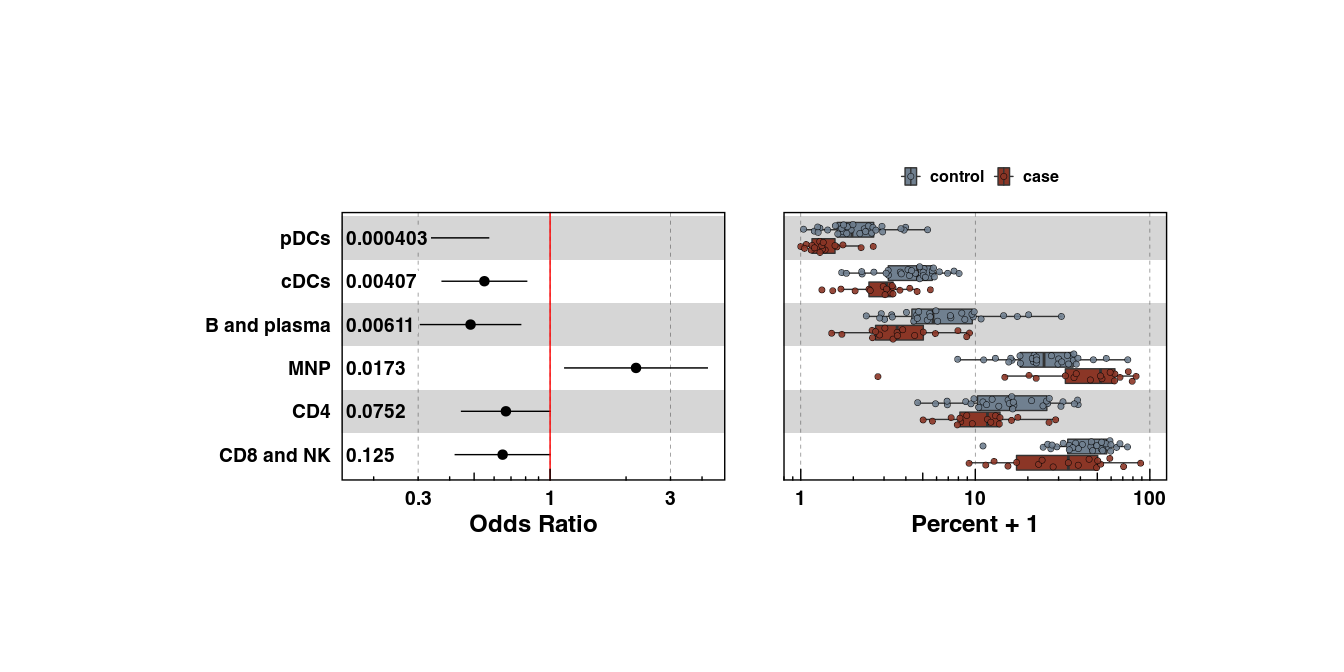 control case
pDCs 0.000403
cDCs 0.00407
B and plasma 0.00611
MNP 0.0173
CD4 0.0752
CD8 and NK 0.125
0.3 1 3
Odds Ratio
1 10 100
Percent + 1